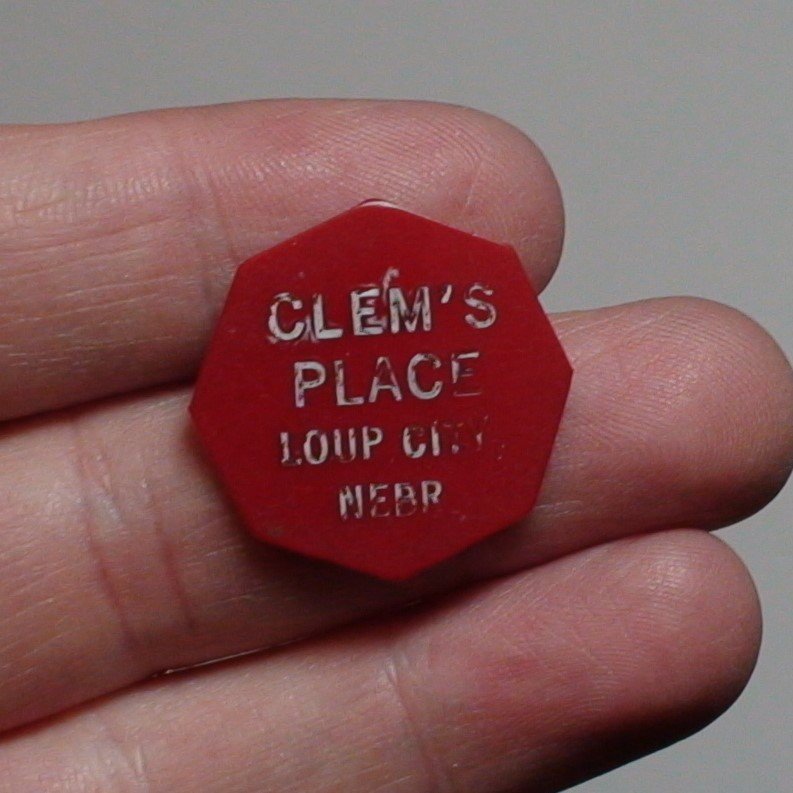 CLEM'S
PLACE
LOUP CITY,
NEBR